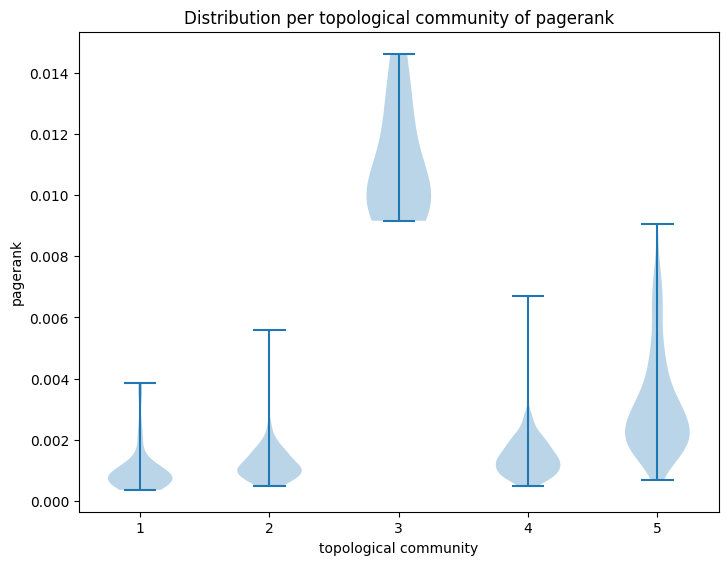 Distribution per topological community of pagerank
0.014
0.012
0.010
0.008
0.006
0.004
0.002
0.000
pagerank
1 2 3 4 5
topological community